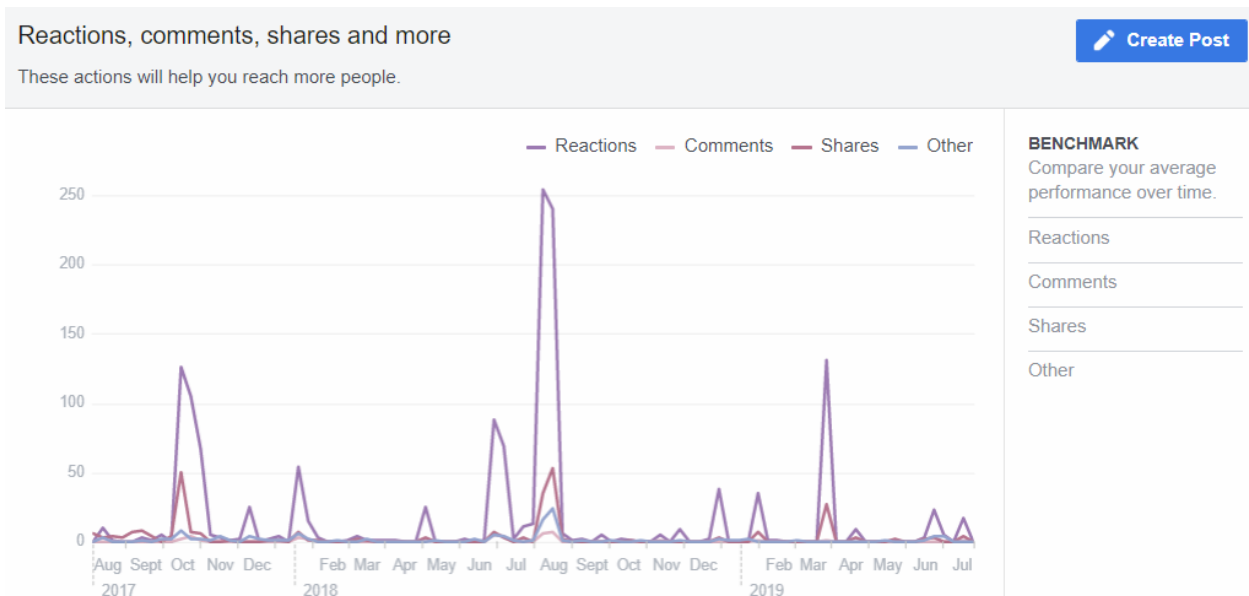 Reactions, comments, shares and more
These actions will help you reach more people.
Create Post
Reactions Comments Shares Other
250
200
150
100
50
0
Aug Sept Oct Nov Dec Feb Mar Apr May Jun Jul Aug Sept Oct Nov Dec Feb Mar Apr May Jun Jul
2017 2018 2019
BENCHMARK
Compare your average
performance over time.
Reactions
Comments
Shares
Other